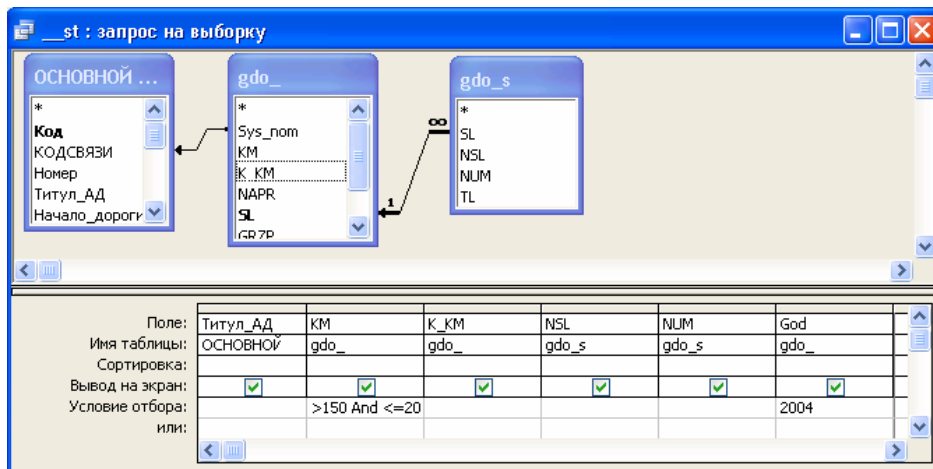 __st : запрос на выборку
ОСНОВНОЙ ...
*
Код
КОДСВЯЗИ
Номер
Титул_АД
Начало_дороги
gdo_
*
Sys_nom
KM
K_KM
NAPR
SL
GRZP
gdo_s
*
SL
NSL
NUM
TL
1
∞
Поле: Титул_АД KM K_KM NSL NUM God
Имя таблицы: ОСНОВНОЙ gdo_ gdo_ gdo_s gdo_s gdo_
Сортировка:
Вывод на экран:
Условие отбора: >150 And <=20 2004
или: